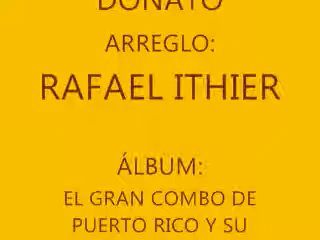 DONATO
ARREGLO:
RAFAEL ITHIER
ÁLBUM:
EL GRAN COMBO DE
PUERTO RICO Y SU